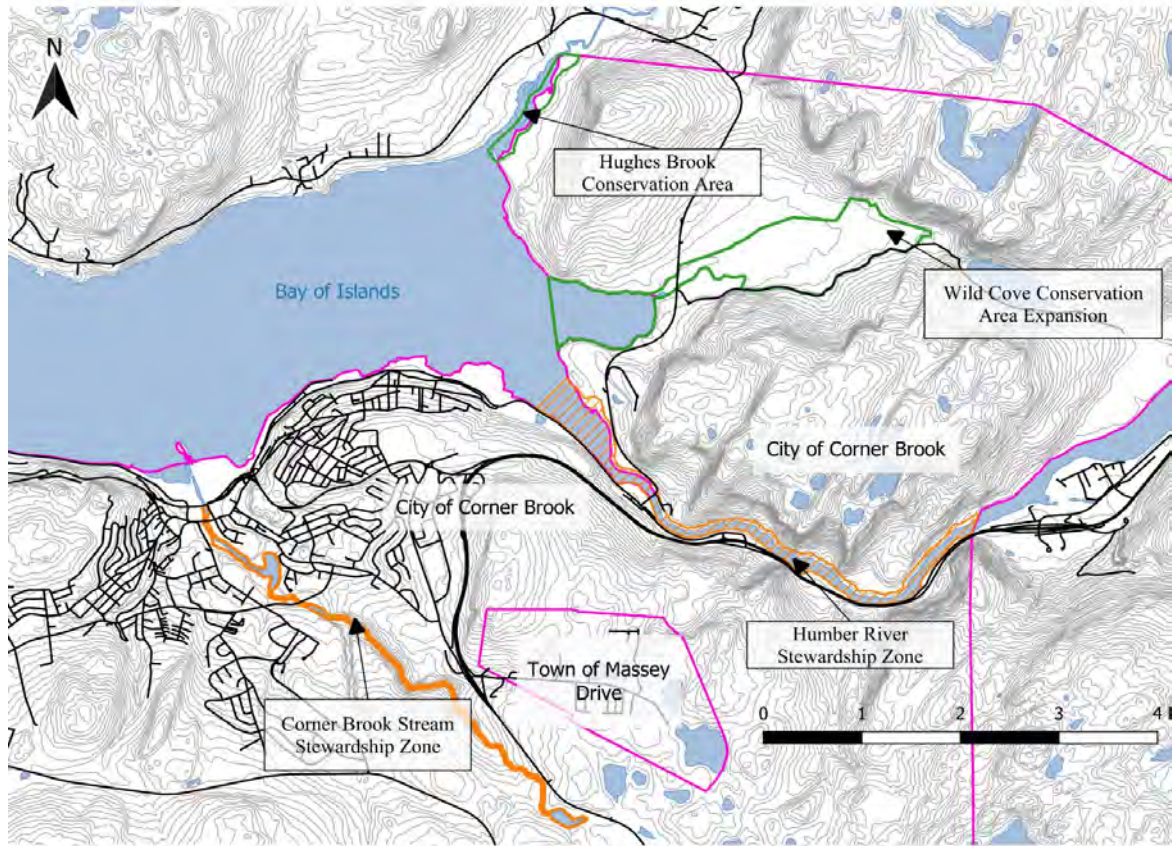 N
Hughes Brook
Conservation Area
Bay of Islands
Wild Cove Conservation
Area Expansion
City of Corner Brook
City of Corner Brook
Humber River
Stewardship Zone
Town of Massey
Drive
Corner Brook Stream
Stewardship Zone
0 1 2 3 4